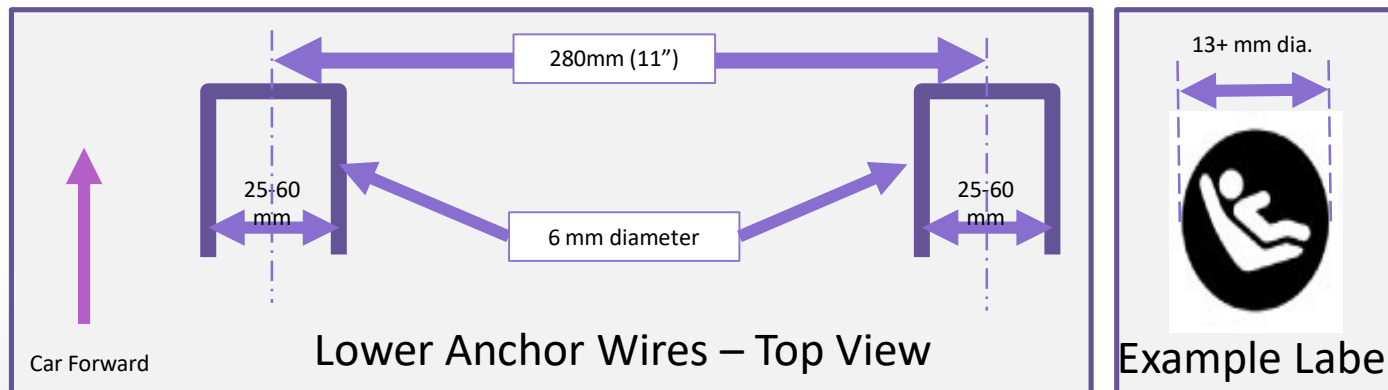 280mm (11”)
13+ mm dia.
25-60
mm
25-60
mm
6 mm diameter
Car Forward
Lower Anchor Wires – Top View
Example Labe